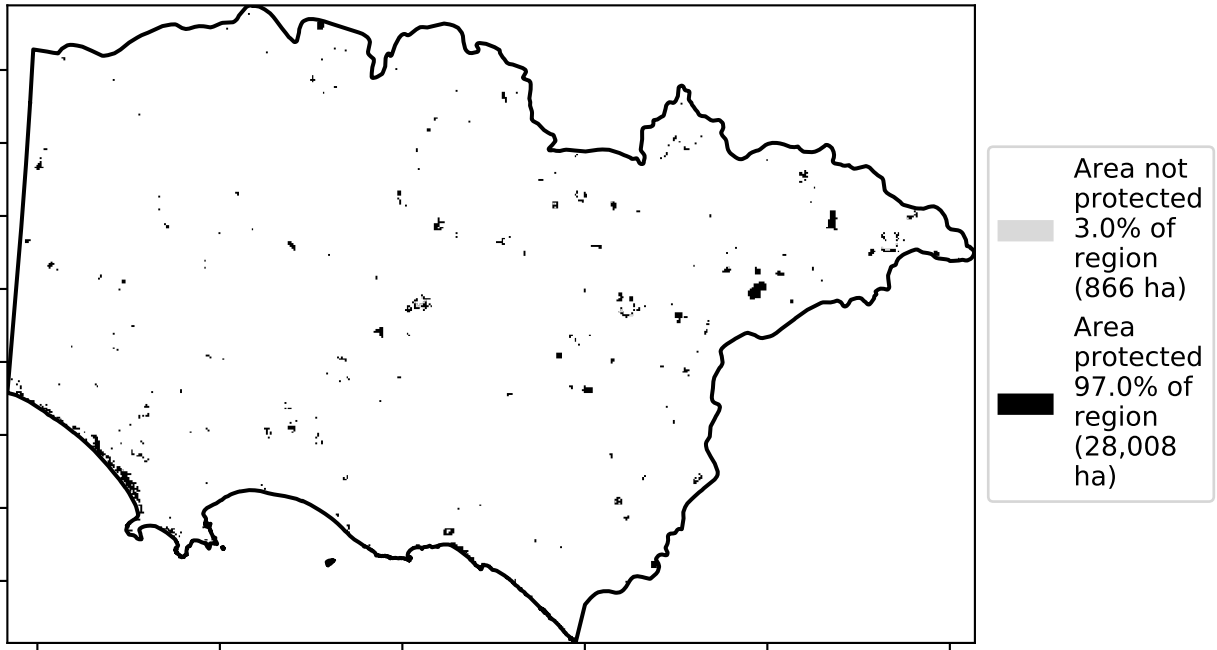 Area not
protected
3.0% of
region
(866 ha)
Area
protected
97.0% of
region
(28,008
ha)